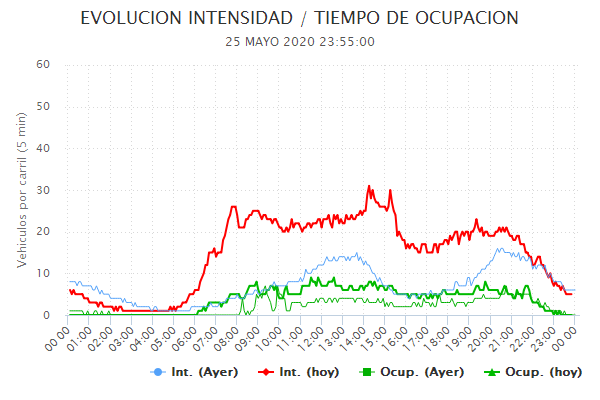 EVOLUCION INTENSIDAD / TIEMPO DE OCUPACION
25 MAYO 2020 23:55:00
Vehiculos por carril (5 min)
60
50
40
30
20
10
0
00:00 01:00 02:00 03:00 04:00 05:00 06:00 07:00 08:00 09:00 10:00 11:00 12:00 13:00 14:00 15:00 16:00 17:00 18:00 19:00 20:00 21:00 22:00 23:00 00:00
Int. (Ayer) Int. (hoy) Ocup. (Ayer) Ocup. (hoy)